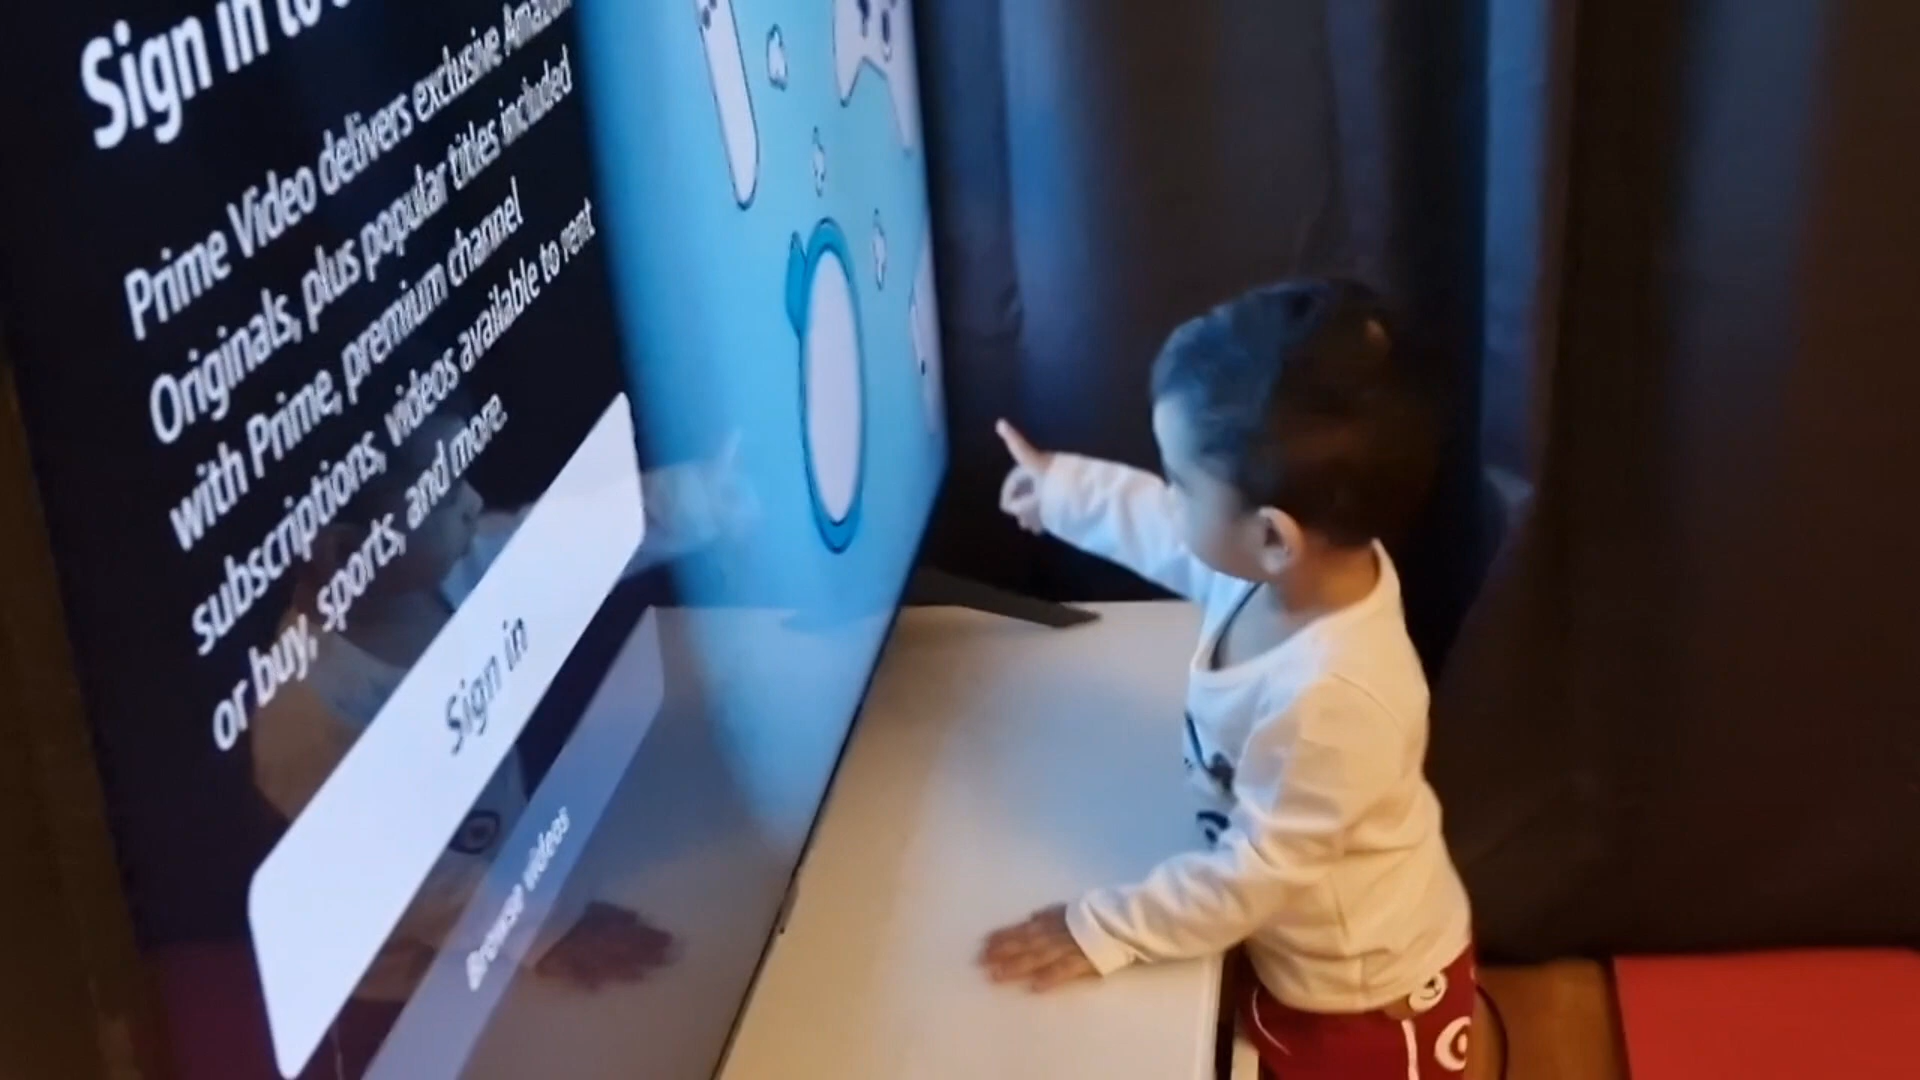 Sign in to
Prime Video delivers exclusive Amazon
Originals, plus popular titles included
with Prime, premium channel
subscriptions, videos available to rent
or buy, sports, and more.
Sign in
Browse videos